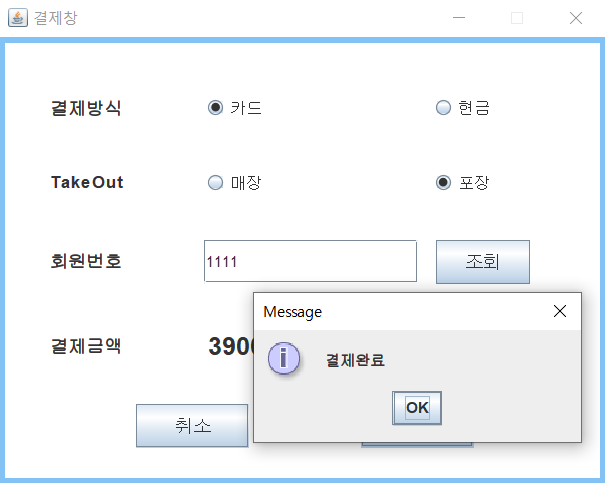 결제창
결제방식 카드 현금
TakeOut 매장 포장
회원번호 1111 조회
Message
결제금액 결제완료
OK
취소